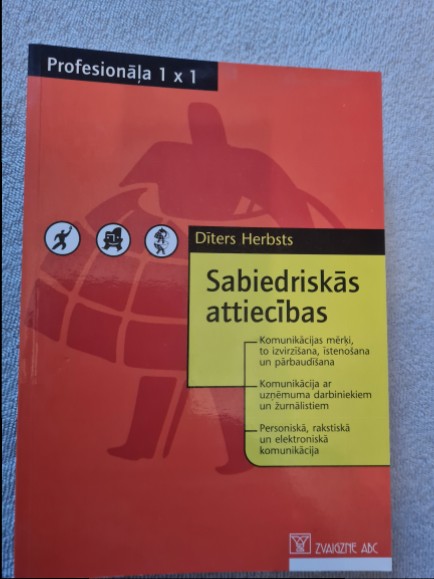 Profesionāļa 1 x 1
Dīters Herbsts
Sabiedriskās
attiecības
Komunikācijas mērķi,
to izvirzīšana, īstenošana
un pārbaudīšana
Komunikācija ar
uzņēmuma darbiniekiem
un žurnālistiem
Personiskā, rakstiskā
un elektroniskā
komunikācija
ZVAIGZNE ABC